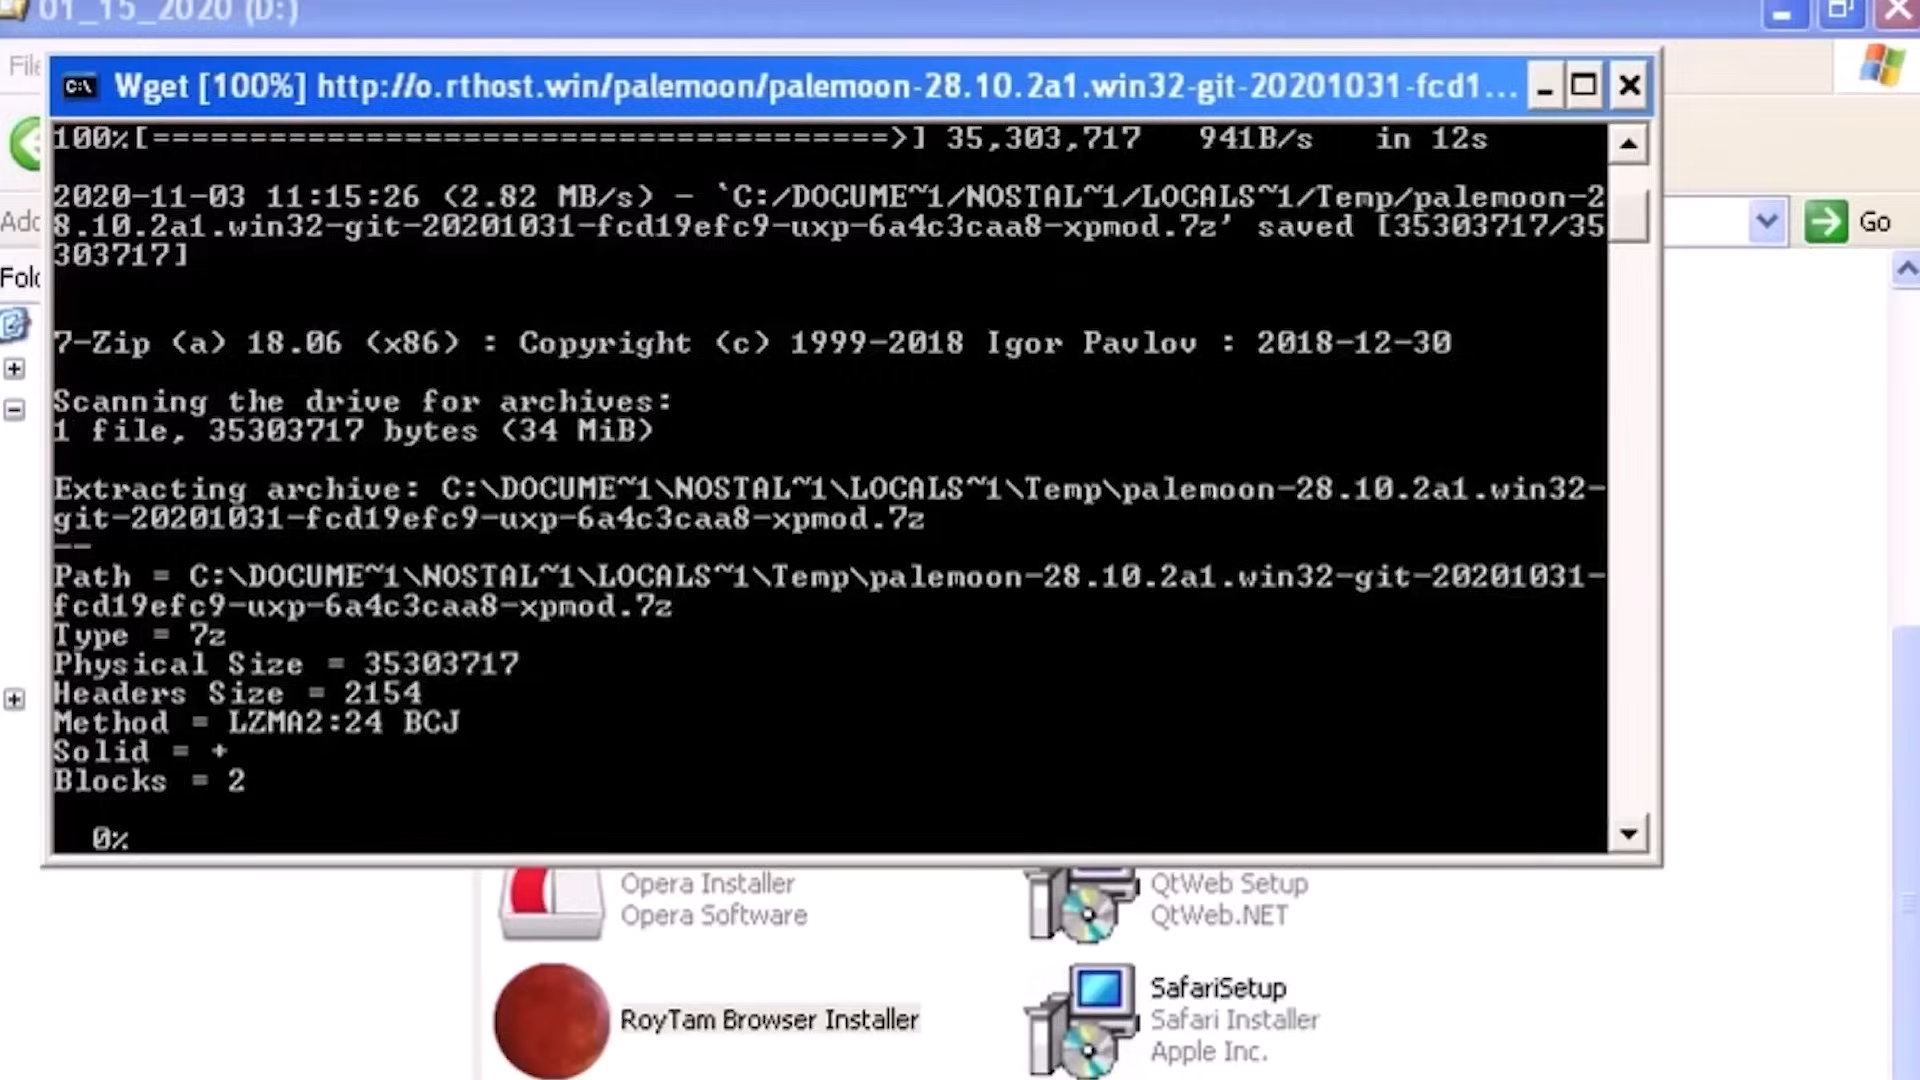 01_15_2020 (D:)
File
Wget [100%] http://o.rthost.win/palemoon/palemoon-28.10.2a1.win32-git-20201031-fcd1...
100%[======================================>] 35,303,717   941B/s   in 12s
2020-11-03 11:15:26 (2.82 MB/s) - `C:/DOCUME~1/NOSTAL~1/LOCALS~1/Temp/palemoon-2
8.10.2a1.win32-git-20201031-fcd19efc9-uxp-6a4c3caa8-xpmod.7z' saved [35303717/35
303717]
Go
7-Zip (a) 18.06 (x86) : Copyright (c) 1999-2018 Igor Pavlov : 2018-12-30
Scanning the drive for archives:
1 file, 35303717 bytes (34 MiB)
Extracting archive: C:\DOCUME~1\NOSTAL~1\LOCALS~1\Temp\palemoon-28.10.2a1.win32-
git-20201031-fcd19efc9-uxp-6a4c3caa8-xpmod.7z
--
Path = C:\DOCUME~1\NOSTAL~1\LOCALS~1\Temp\palemoon-28.10.2a1.win32-git-20201031-
fcd19efc9-uxp-6a4c3caa8-xpmod.7z
Type = 7z
Physical Size = 35303717
Headers Size = 2154
Method = LZMA2:24 BCJ
Solid = +
Blocks = 2
0%
Opera Installer
Opera Software
QtWeb Setup
QtWeb.NET
RoyTam Browser Installer
SafariSetup
Safari Installer
Apple Inc.